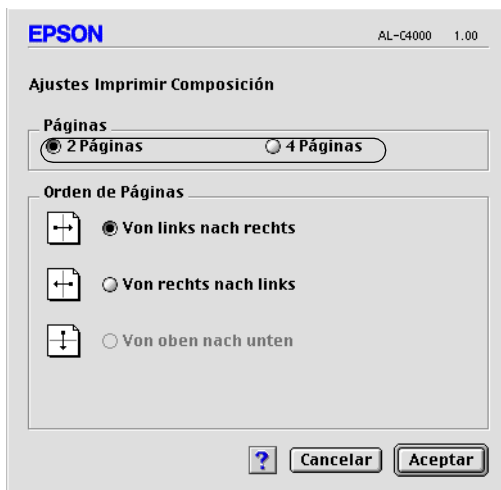 EPSON AL-C4000 1.00
Ajustes Imprimir Composición
Páginas
2 Páginas 4 Páginas
Orden de Páginas
Von links nach rechts
Von rechts nach links
Von oben nach unten
? Cancelar Aceptar